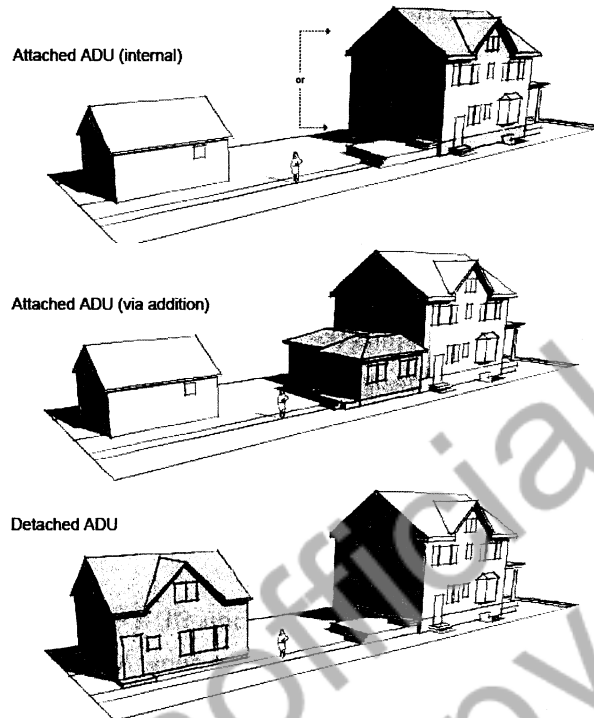 Attached ADU (internal)
or
Attached ADU (via addition)
Detached ADU